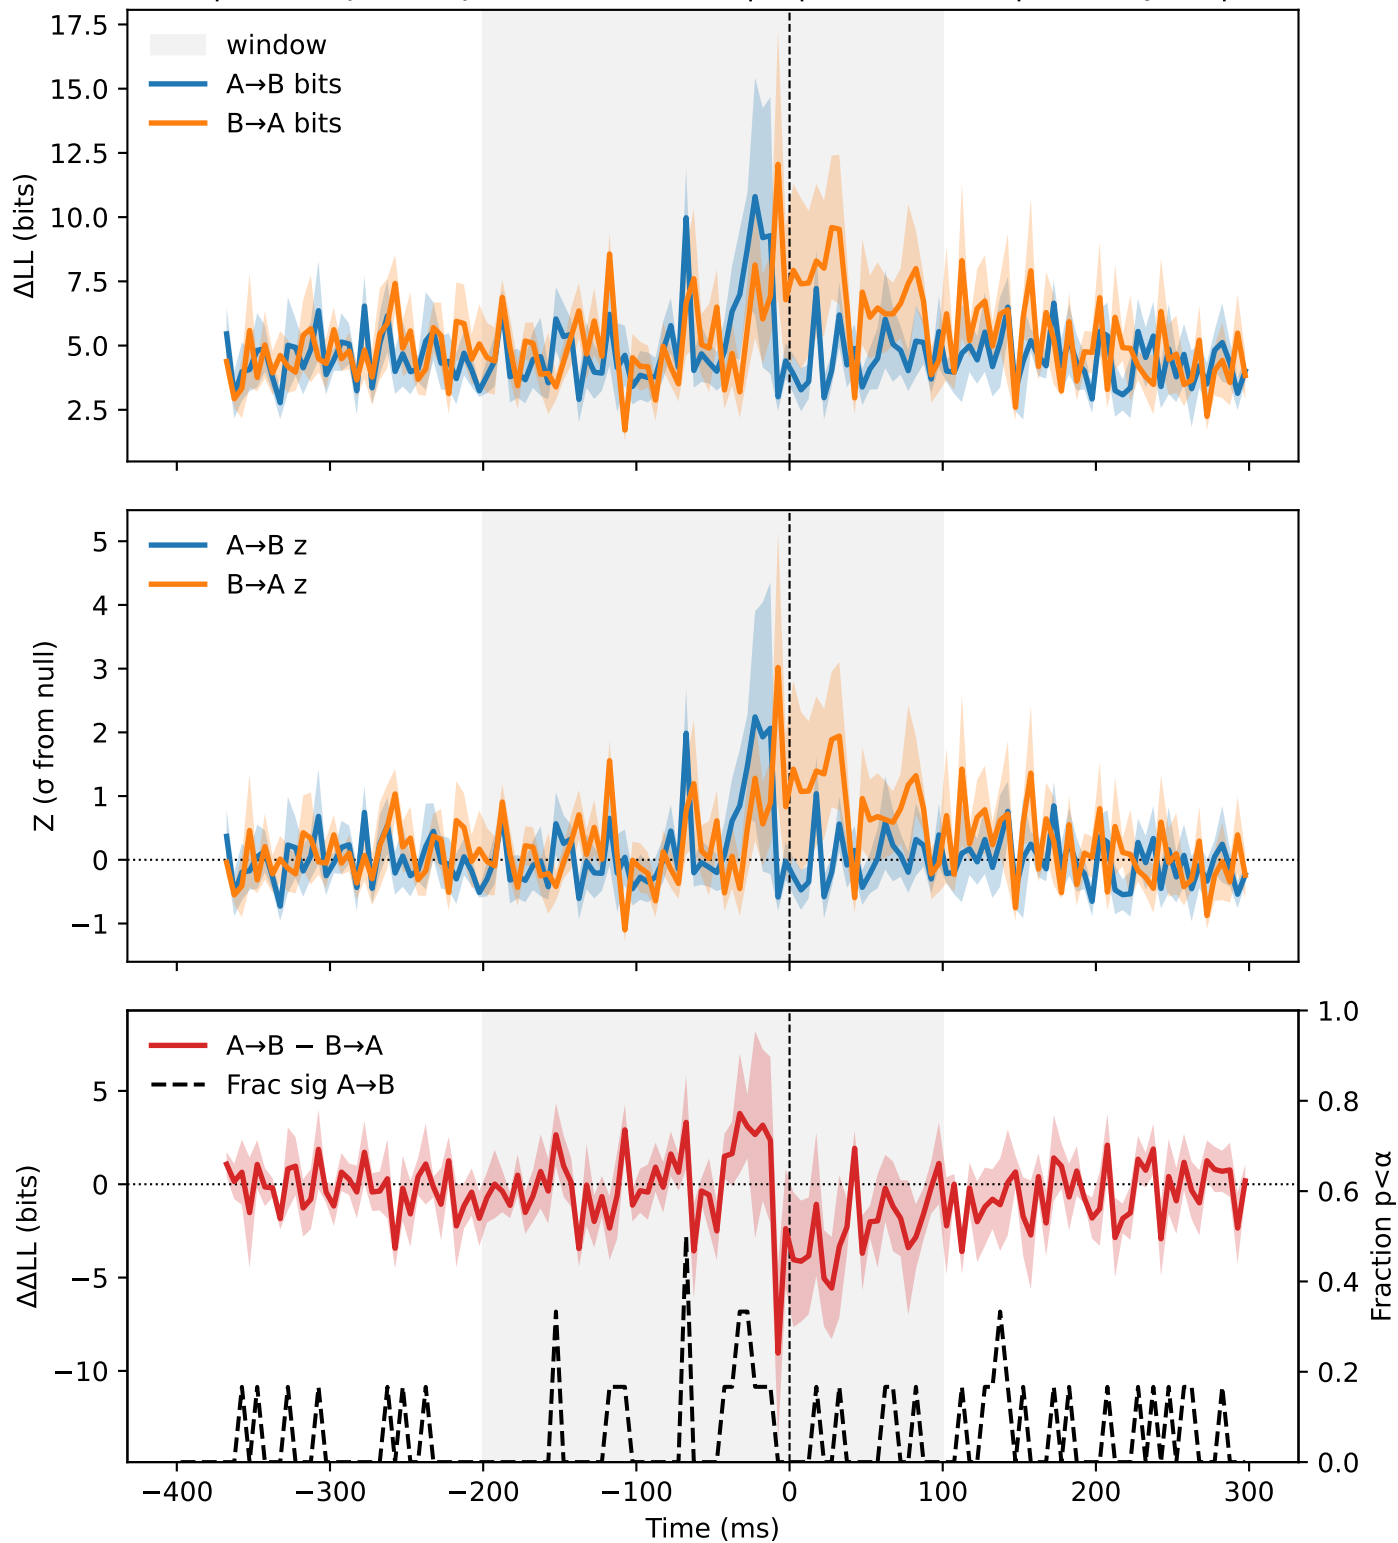 17.5
15.0
12.5
10.0
7.5
5.0
2.5
ΔLL (bits)
window
A→B bits
B→A bits
5
4
3
2
1
0
−1
Z (σ from null)
A→B z
B→A z
5
0
−5
−10
ΔΔLL (bits)
A→B − B→A
Frac sig A→B
1.0
0.8
0.6
0.4
0.2
0.0
Fraction p<α
−400 −300 −200 −100 0 100 200 300
Time (ms)